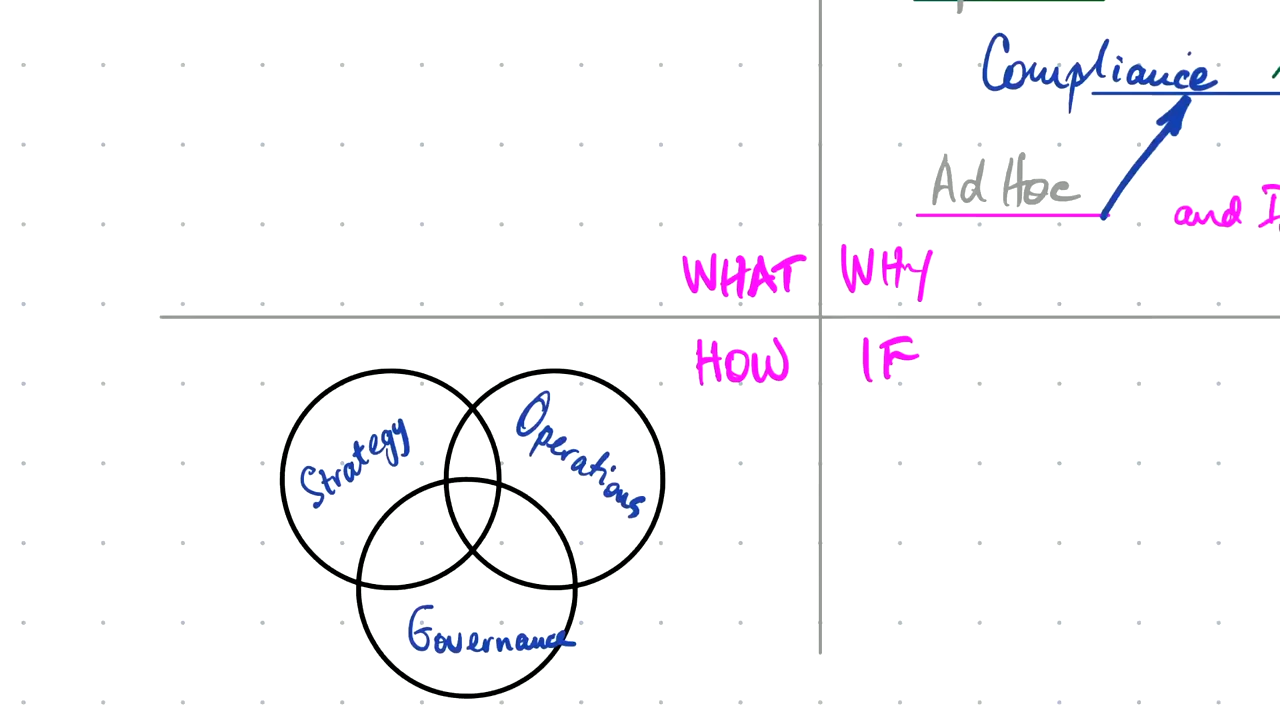 Compliance
Ad Hoc
and
WHAT WHY
HOW IF
Strategy
Operations
Governance